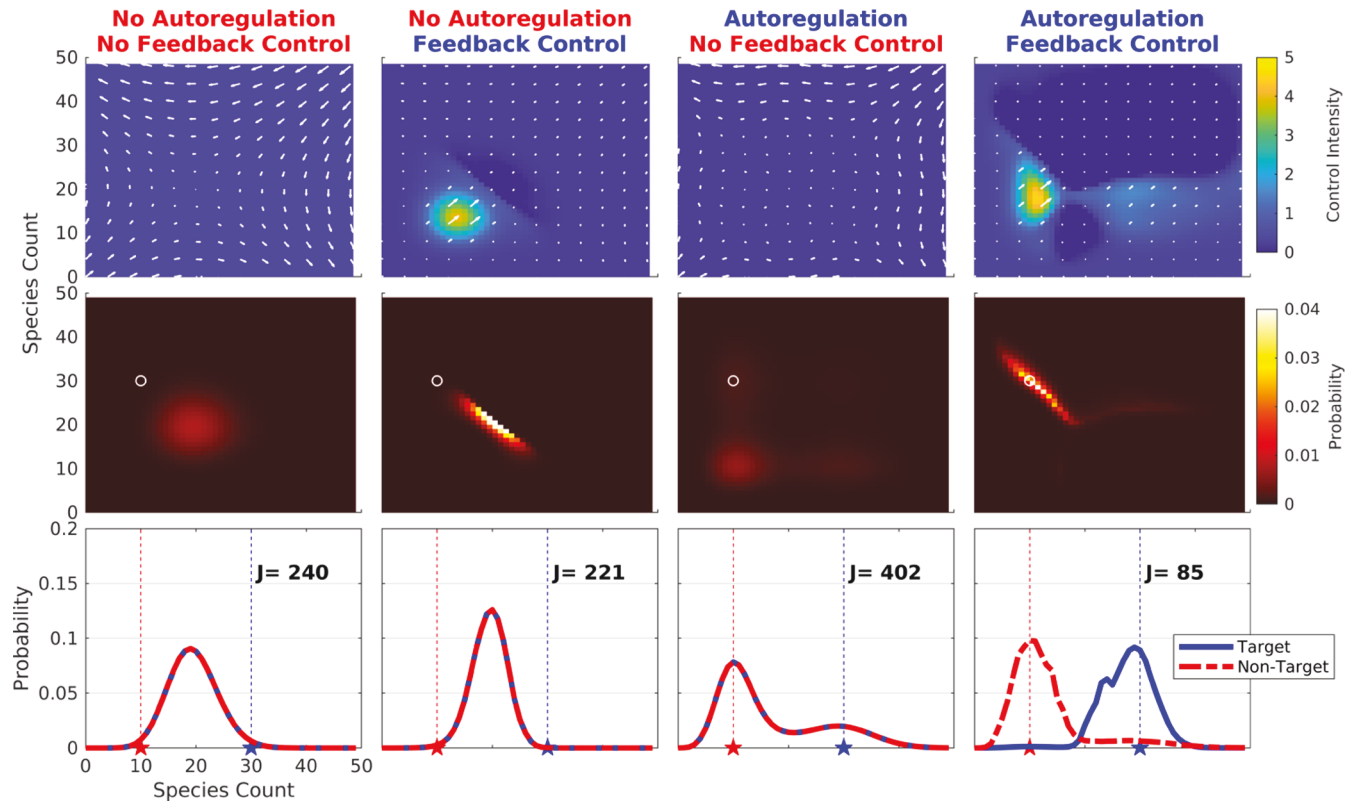 No Autoregulation
No Feedback Control
No Autoregulation
Feedback Control
Autoregulation
No Feedback Control
Autoregulation
Feedback Control
50
40
30
20
10
0
5
4
3
2
1
0
Control Intensity
Species Count
50
40
30
20
10
0
0.04
0.03
0.02
0.01
0
Probability
0.2
0.15
0.1
0.05
0
Probability
J= 240
J= 221
J= 402
J= 85
Target
Non-Target
0 10 20 30 40 50
Species Count